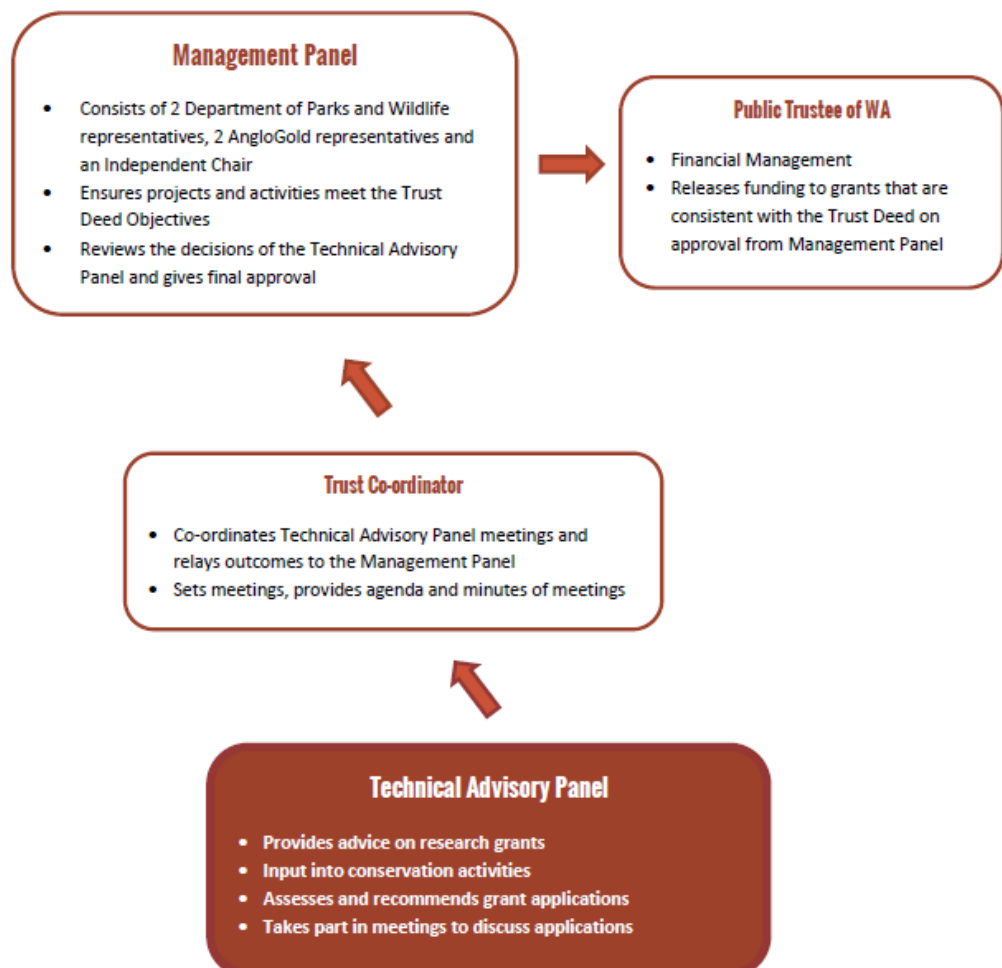 Management Panel
• Consists of 2 Department of Parks and Wildlife
representatives, 2 AngloGold representatives and
an Independent Chair
• Ensures projects and activities meet the Trust
Deed Objectives
• Reviews the decisions of the Technical Advisory
Panel and gives final approval
Public Trustee of WA
• Financial Management
• Releases funding to grants that are
consistent with the Trust Deed on
approval from Management Panel
Trust Co-ordinator
• Co-ordinates Technical Advisory Panel meetings and
relays outcomes to the Management Panel
• Sets meetings, provides agenda and minutes of meetings
Technical Advisory Panel
• Provides advice on research grants
• Input into conservation activities
• Assesses and recommends grant applications
• Takes part in meetings to discuss applications